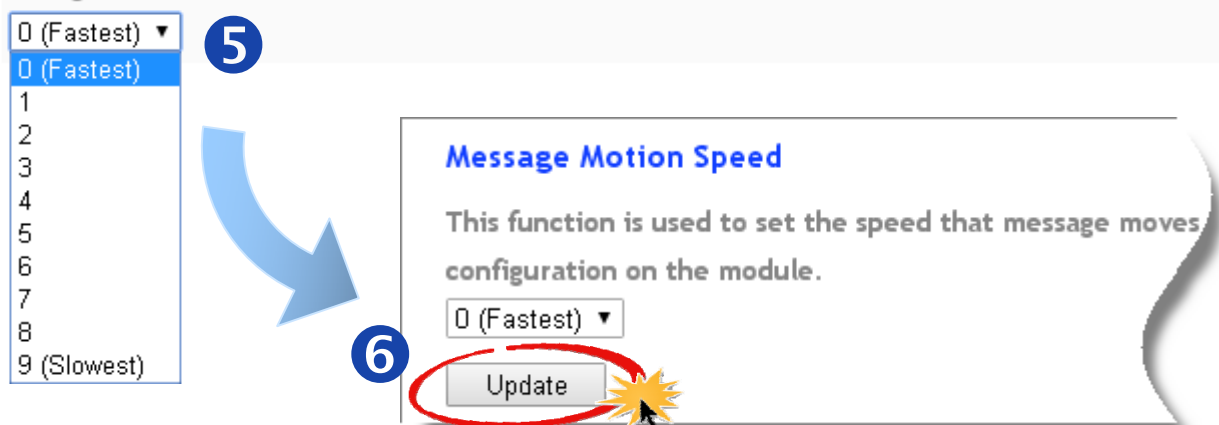 0 (Fastest)
5
0 (Fastest)
1
2
3
4
5
6
7
8
9 (Slowest)
Message Motion Speed
This function is used to set the speed that message moves
configuration on the module.
0 (Fastest)
6
Update